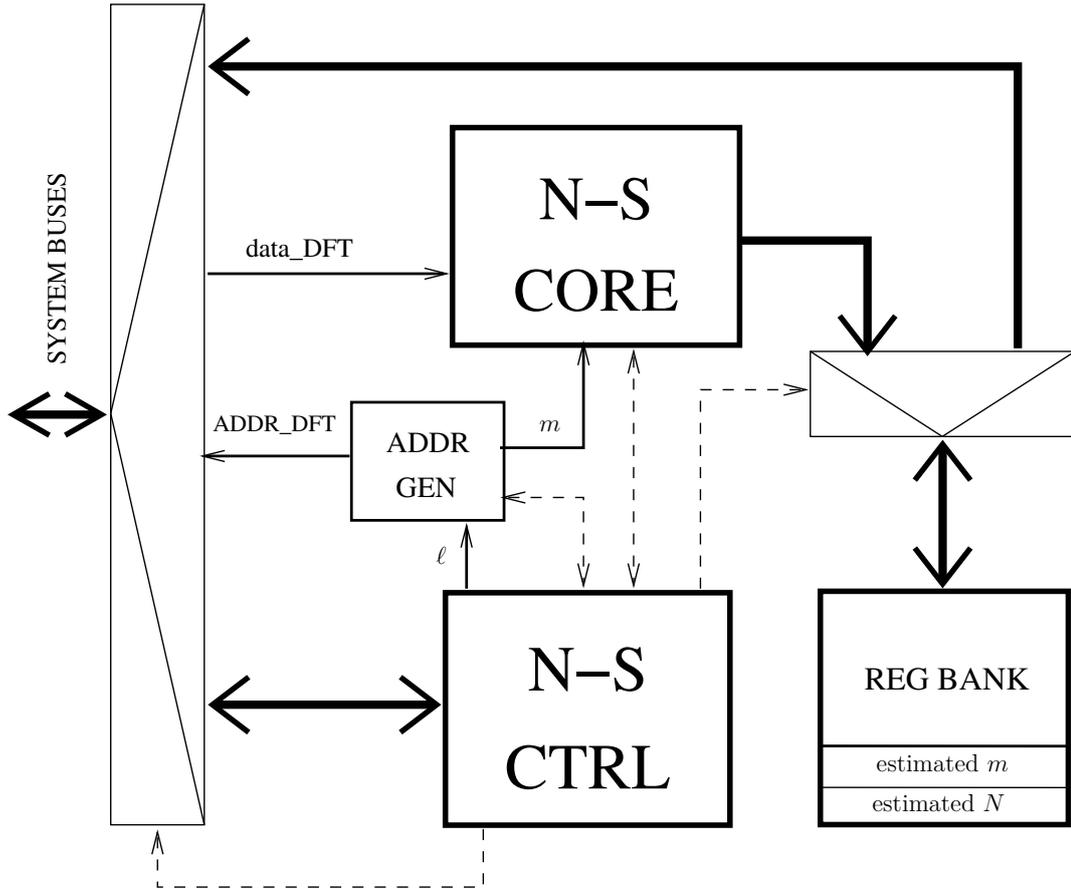 SYSTEM BUSES
data_DFT
N–S
CORE
ADDR_DFT
ADDR
GEN
m
ℓ
N–S
CTRL
REG BANK
estimated m
estimated N